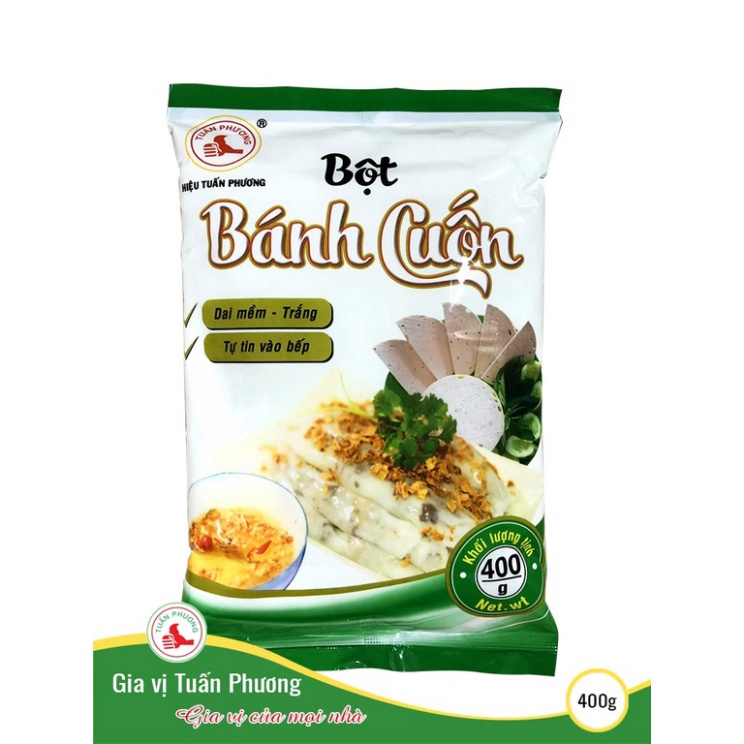 TUẤN PHƯƠNG
®
HIỆU TUẤN PHƯƠNG
Bột
Bánh Cuốn
Dai mềm - Trắng
Tự tin vào bếp
Khối lượng tịnh
400
g
Net. wt
TUẤN PHƯƠNG
Gia vị Tuấn Phương
Gia vị của mọi nhà
400g